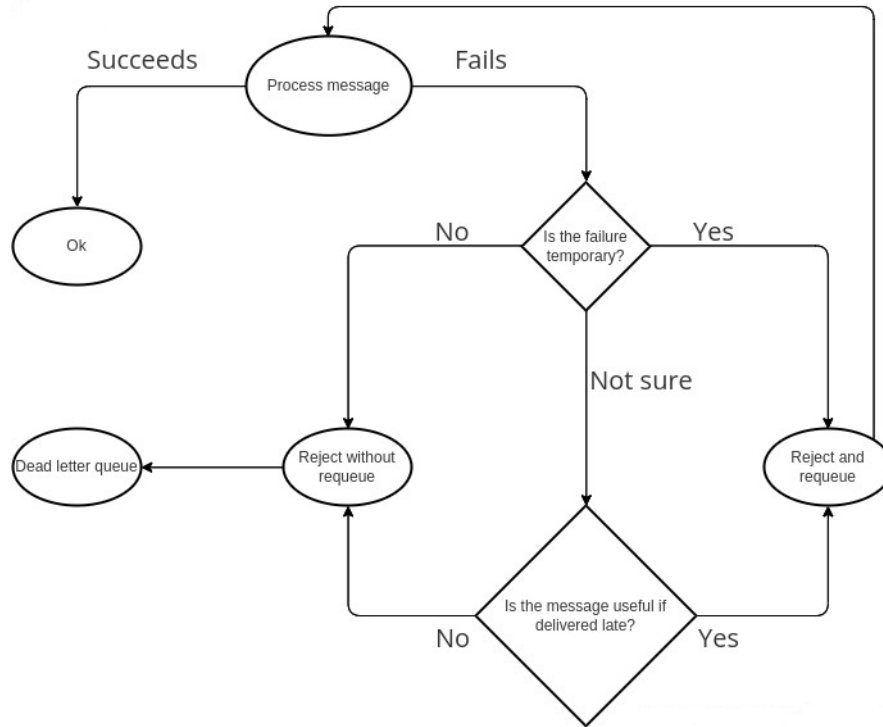 Succeeds
Fails
Process message
No
Yes
Ok
Is the failure
temporary?
Not sure
Dead letter queue
Reject without
requeue
Reject and
requeue
Is the message useful if
delivered late?
No
Yes